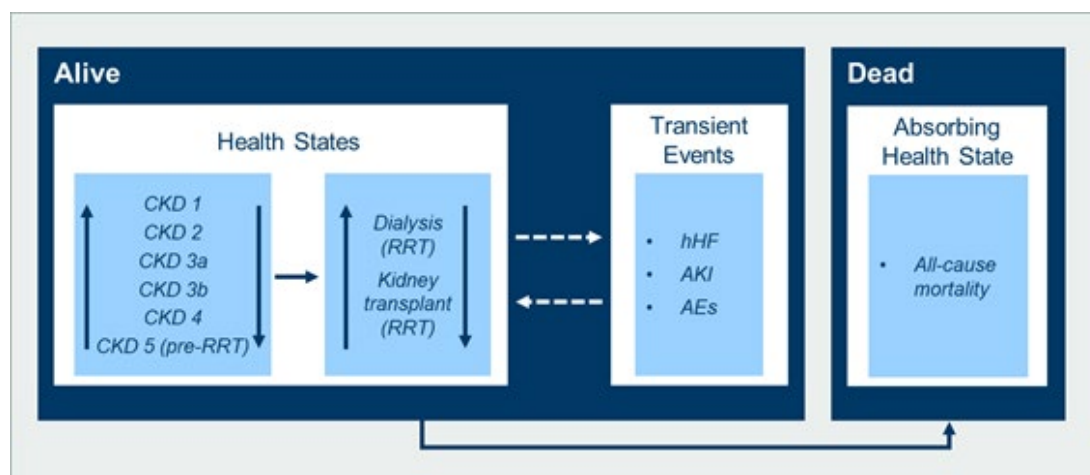 Alive
Health States
CKD 1
CKD 2
CKD 3a
CKD 3b
CKD 4
CKD 5 (pre-RRT)
Dialysis
(RRT)
Kidney
transplant
(RRT)
Transient
Events
• hHF
• AKI
• AEs
Dead
Absorbing
Health State
• All-cause
mortality